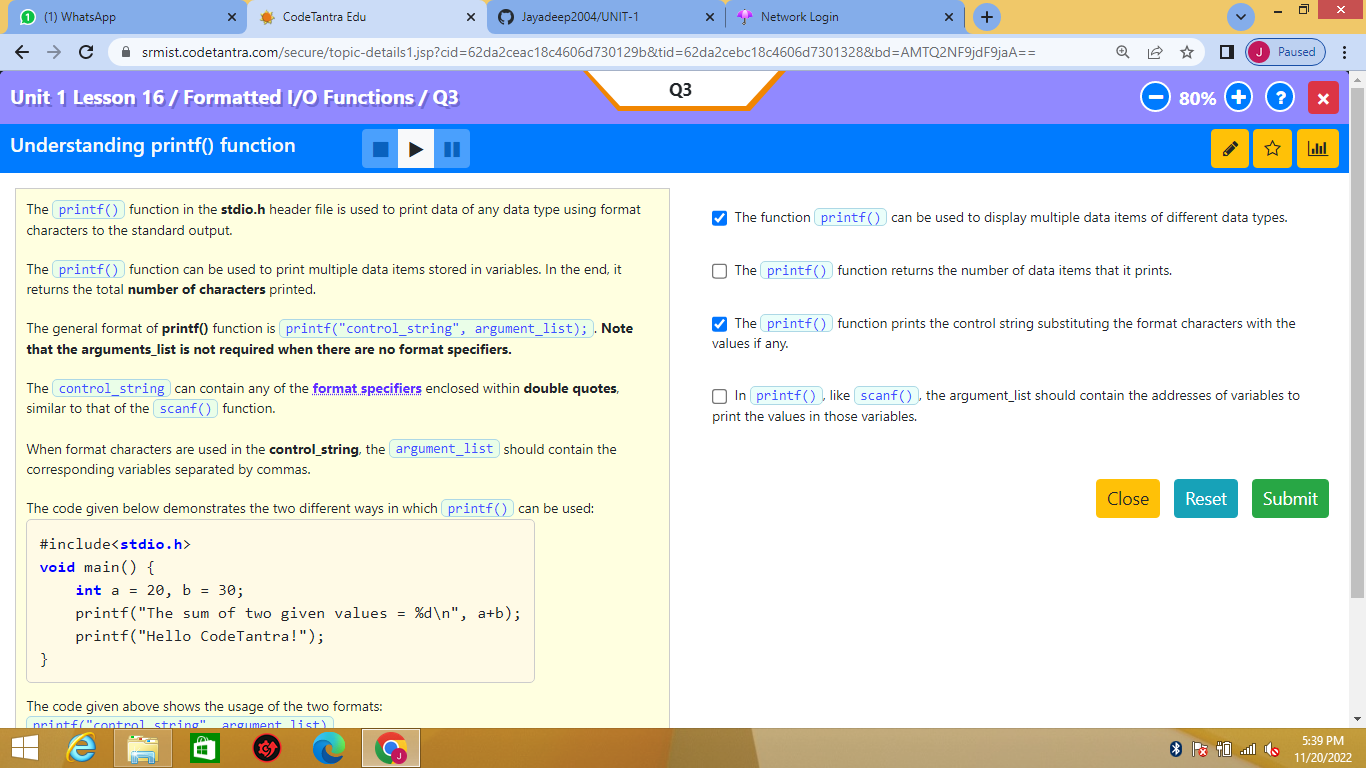 (1) WhatsApp
CodeTantra Edu
Jayadeep2004/UNIT-1
Network Login
srmist.codetantra.com/secure/topic-details1.jsp?cid=62da2ceac18c4606d730129b&tid=62da2cebc18c4606d7301328&bd=AMTQ2NF9jdF9jaA==
J Paused
Unit 1 Lesson 16 / Formatted I/O Functions / Q3
Q3
80%
?
Understanding printf() function
The printf() function in the stdio.h header file is used to print data of any data type using format
characters to the standard output.
The printf() function can be used to print multiple data items stored in variables. In the end, it
returns the total number of characters printed.
The general format of printf() function is printf("control_string", argument_list);. Note
that the arguments_list is not required when there are no format specifiers.
The control_string can contain any of the format specifiers enclosed within double quotes,
similar to that of the scanf() function.
When format characters are used in the control_string, the argument_list should contain the
corresponding variables separated by commas.
The code given below demonstrates the two different ways in which printf() can be used:
#include<stdio.h>
void main() {
    int a = 20, b = 30;
    printf("The sum of two given values = %d\n", a+b);
    printf("Hello CodeTantra!");
}
The code given above shows the usage of the two formats:
printf("control_string", argument_list)
The function printf() can be used to display multiple data items of different data types.
The printf() function returns the number of data items that it prints.
The printf() function prints the control string substituting the format characters with the
values if any.
In printf(), like scanf(), the argument_list should contain the addresses of variables to
print the values in those variables.
Close
Reset
Submit
5:39 PM
11/20/2022